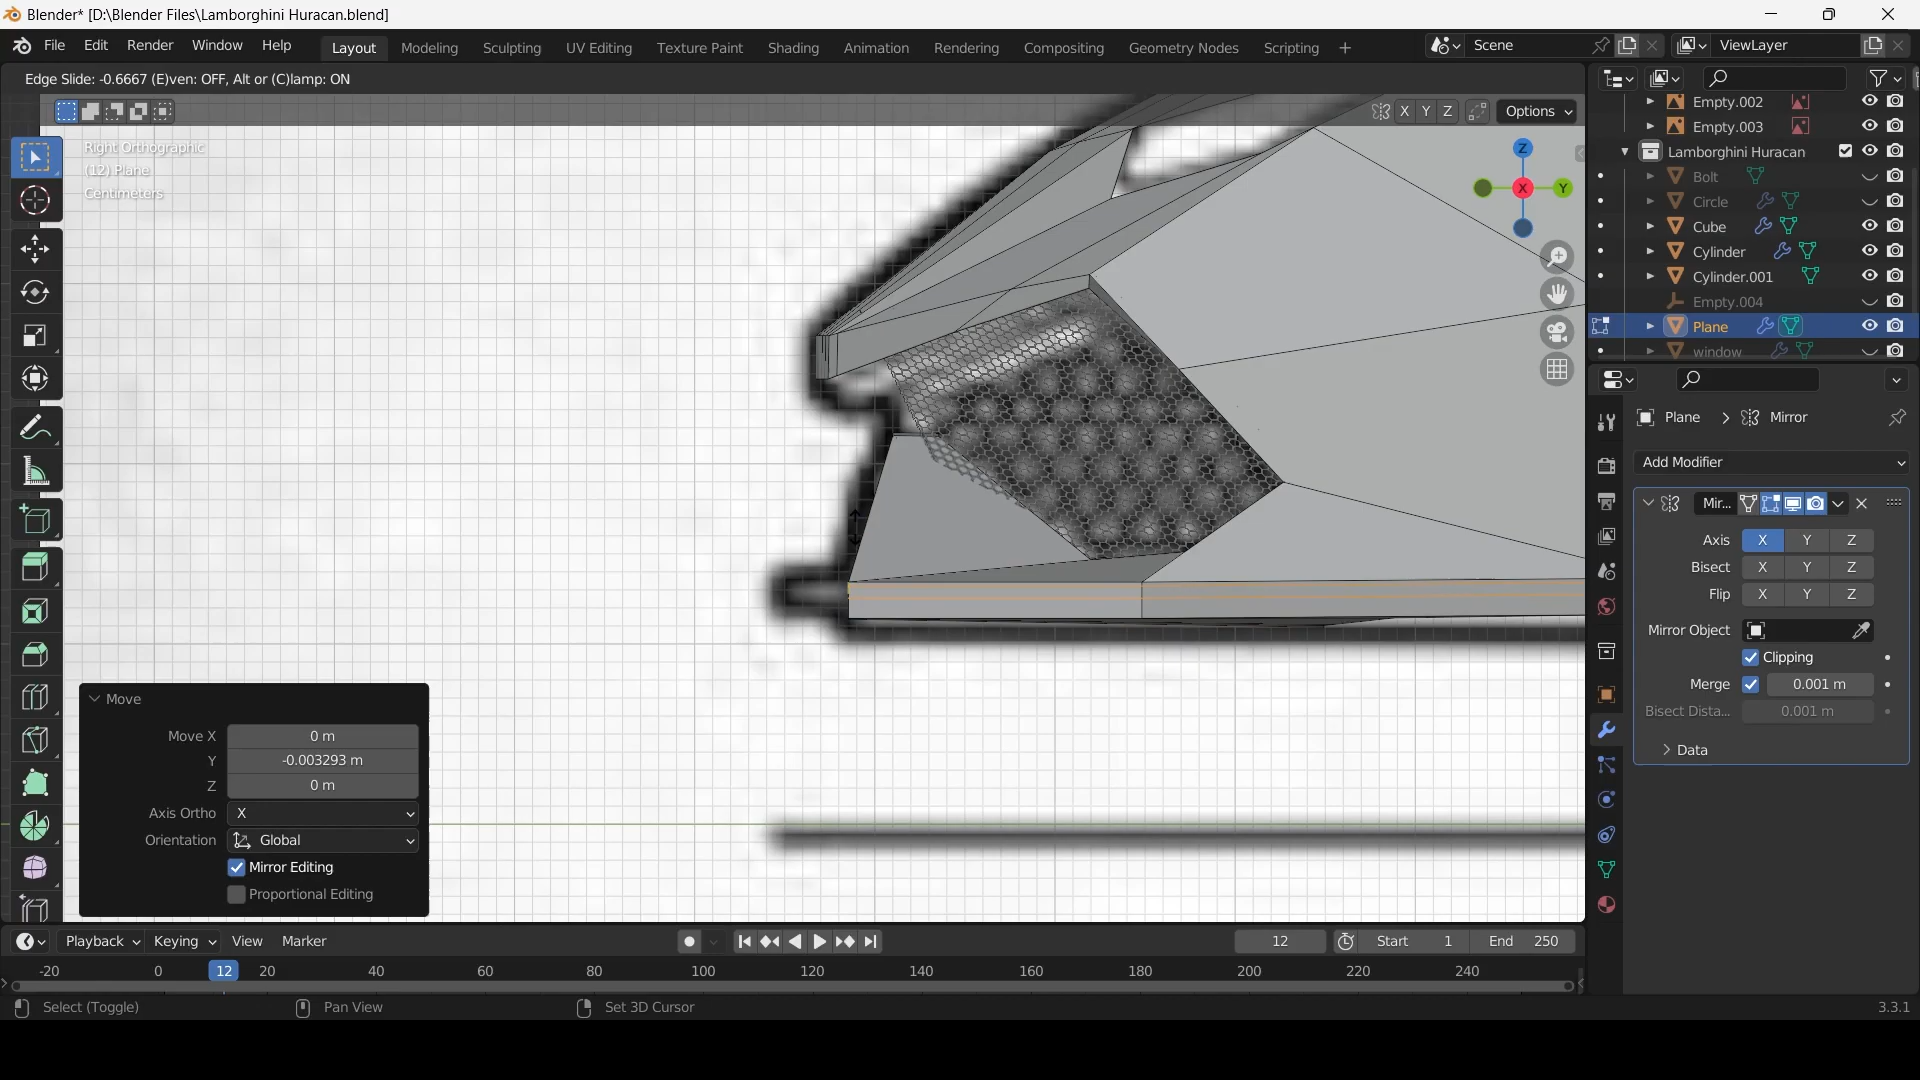 Blender* [D:\Blender Files\Lamborghini Huracan.blend]
File Edit Render Window Help Layout Modeling Sculpting UV Editing Texture Paint Shading Animation Rendering Compositing Geometry Nodes Scripting + Scene ViewLayer
Edge Slide: -0.6667 (E)ven: OFF, Alt or (C)lamp: ON
X Y Z Options
Right Orthographic
(12) Plane
Centimeters
Z
X
Y
Empty.002
Empty.003
Lamborghini Huracan
Bolt
Circle
Cube
Cylinder
Cylinder.001
Empty.004
Plane
window
Plane > Mirror
Add Modifier
Mir...
Axis X Y Z
Bisect X Y Z
Flip X Y Z
Mirror Object
Clipping
Merge 0.001 m
Bisect Dista... 0.001 m
Data
Move
Move X 0 m
Y -0.003293 m
Z 0 m
Axis Ortho X
Orientation Global
Mirror Editing
Proportional Editing
Playback Keying View Marker 12 Start 1 End 250
-20 0 12 20 40 60 80 100 120 140 160 180 200 220 240
Select (Toggle) Pan View Set 3D Cursor 3.3.1